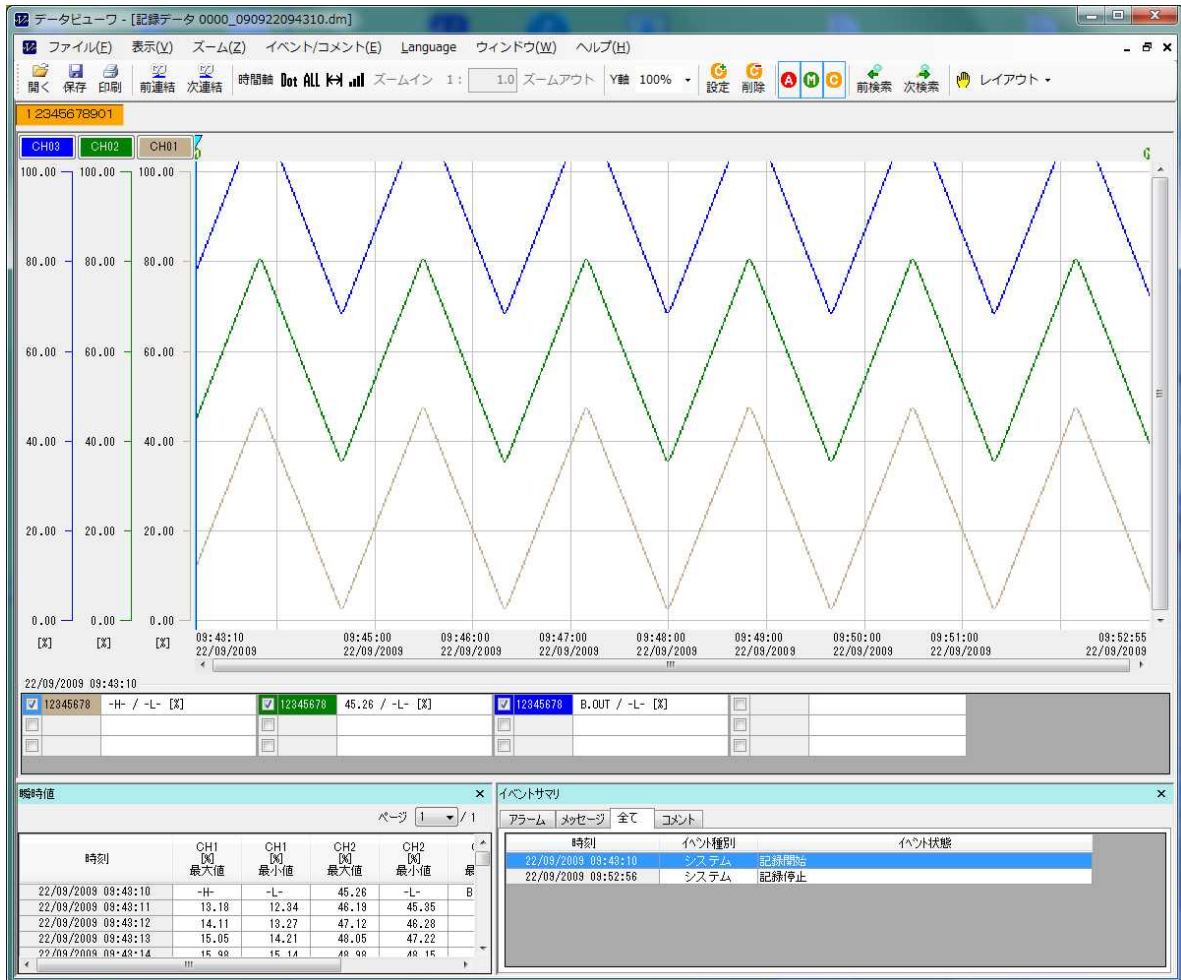 データビューワ - [記録データ 0000_090922094310.dm]
ファイル(F) 表示(V) ズーム(Z) イベント/コメント(E) Language ウィンドウ(W) ヘルプ(H)
開く 保存 印刷 前連結 次連結 時間軸 Dot ALL ズームイン 1 : 1.0 ズームアウト Y軸 100% 設定 削除 A M C 前検索 次検索 レイアウト
12345678901
CH03 CH02 CH01
100.00 100.00 100.00
80.00 80.00 80.00
60.00 60.00 60.00
40.00 40.00 40.00
20.00 20.00 20.00
0.00 0.00 0.00
[%] [%] [%]
09:43:10 09:45:00 09:46:00 09:47:00 09:48:00 09:49:00 09:50:00 09:51:00 09:52:55
22/09/2009 22/09/2009 22/09/2009 22/09/2009 22/09/2009 22/09/2009 22/09/2009 22/09/2009 22/09/2009
22/09/2009 09:43:10
12345678 -H- / -L- [%] 12345678 45.26 / -L- [%] 12345678 B.OUT / -L- [%]
瞬時値
ページ 1 / 1
時刻 CH1 [%] 最大値 CH1 [%] 最小値 CH2 [%] 最大値 CH2 [%] 最小値
22/09/2009 09:43:10 -H- -L- 45.26 -L- B
22/09/2009 09:43:11 13.18 12.34 46.19 45.35
22/09/2009 09:43:12 14.11 13.27 47.12 46.28
22/09/2009 09:43:13 15.05 14.21 48.05 47.22
22/09/2009 09:43:14 15.98 15.14 48.98 48.15
イベントサマリ
アラーム メッセージ 全て コメント
時刻 イベント種別 イベント状態
22/09/2009 09:43:10 システム 記録開始
22/09/2009 09:52:56 システム 記録停止